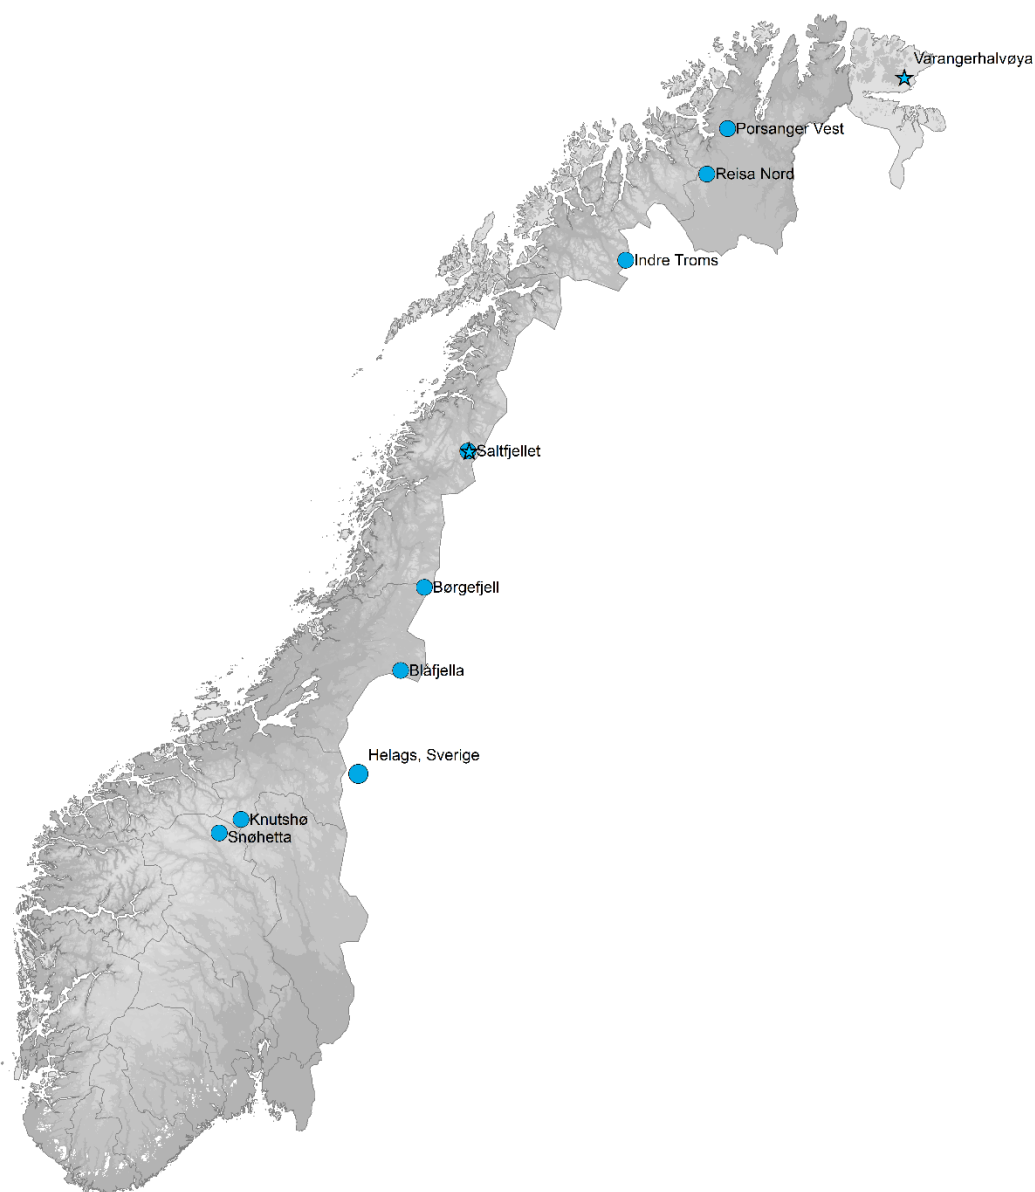 Varangerhalvøya
Porsanger Vest
Reisa Nord
Indre Troms
Saltfjellet
Børgefjell
Blåfjella
Helags, Sverige
Knutshø
Snøhetta